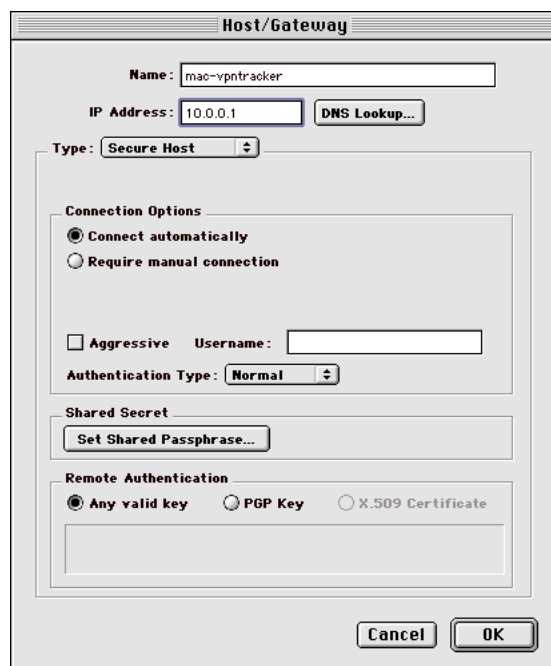 Host/Gateway
Name: mac-vpntracker
IP Address: 10.0.0.1 DNS Lookup...
Type: Secure Host
Connection Options
Connect automatically
Require manual connection
Aggressive Username:
Authentication Type: Normal
Shared Secret
Set Shared Passphrase...
Remote Authentication
Any valid key PGP Key X.509 Certificate
Cancel OK